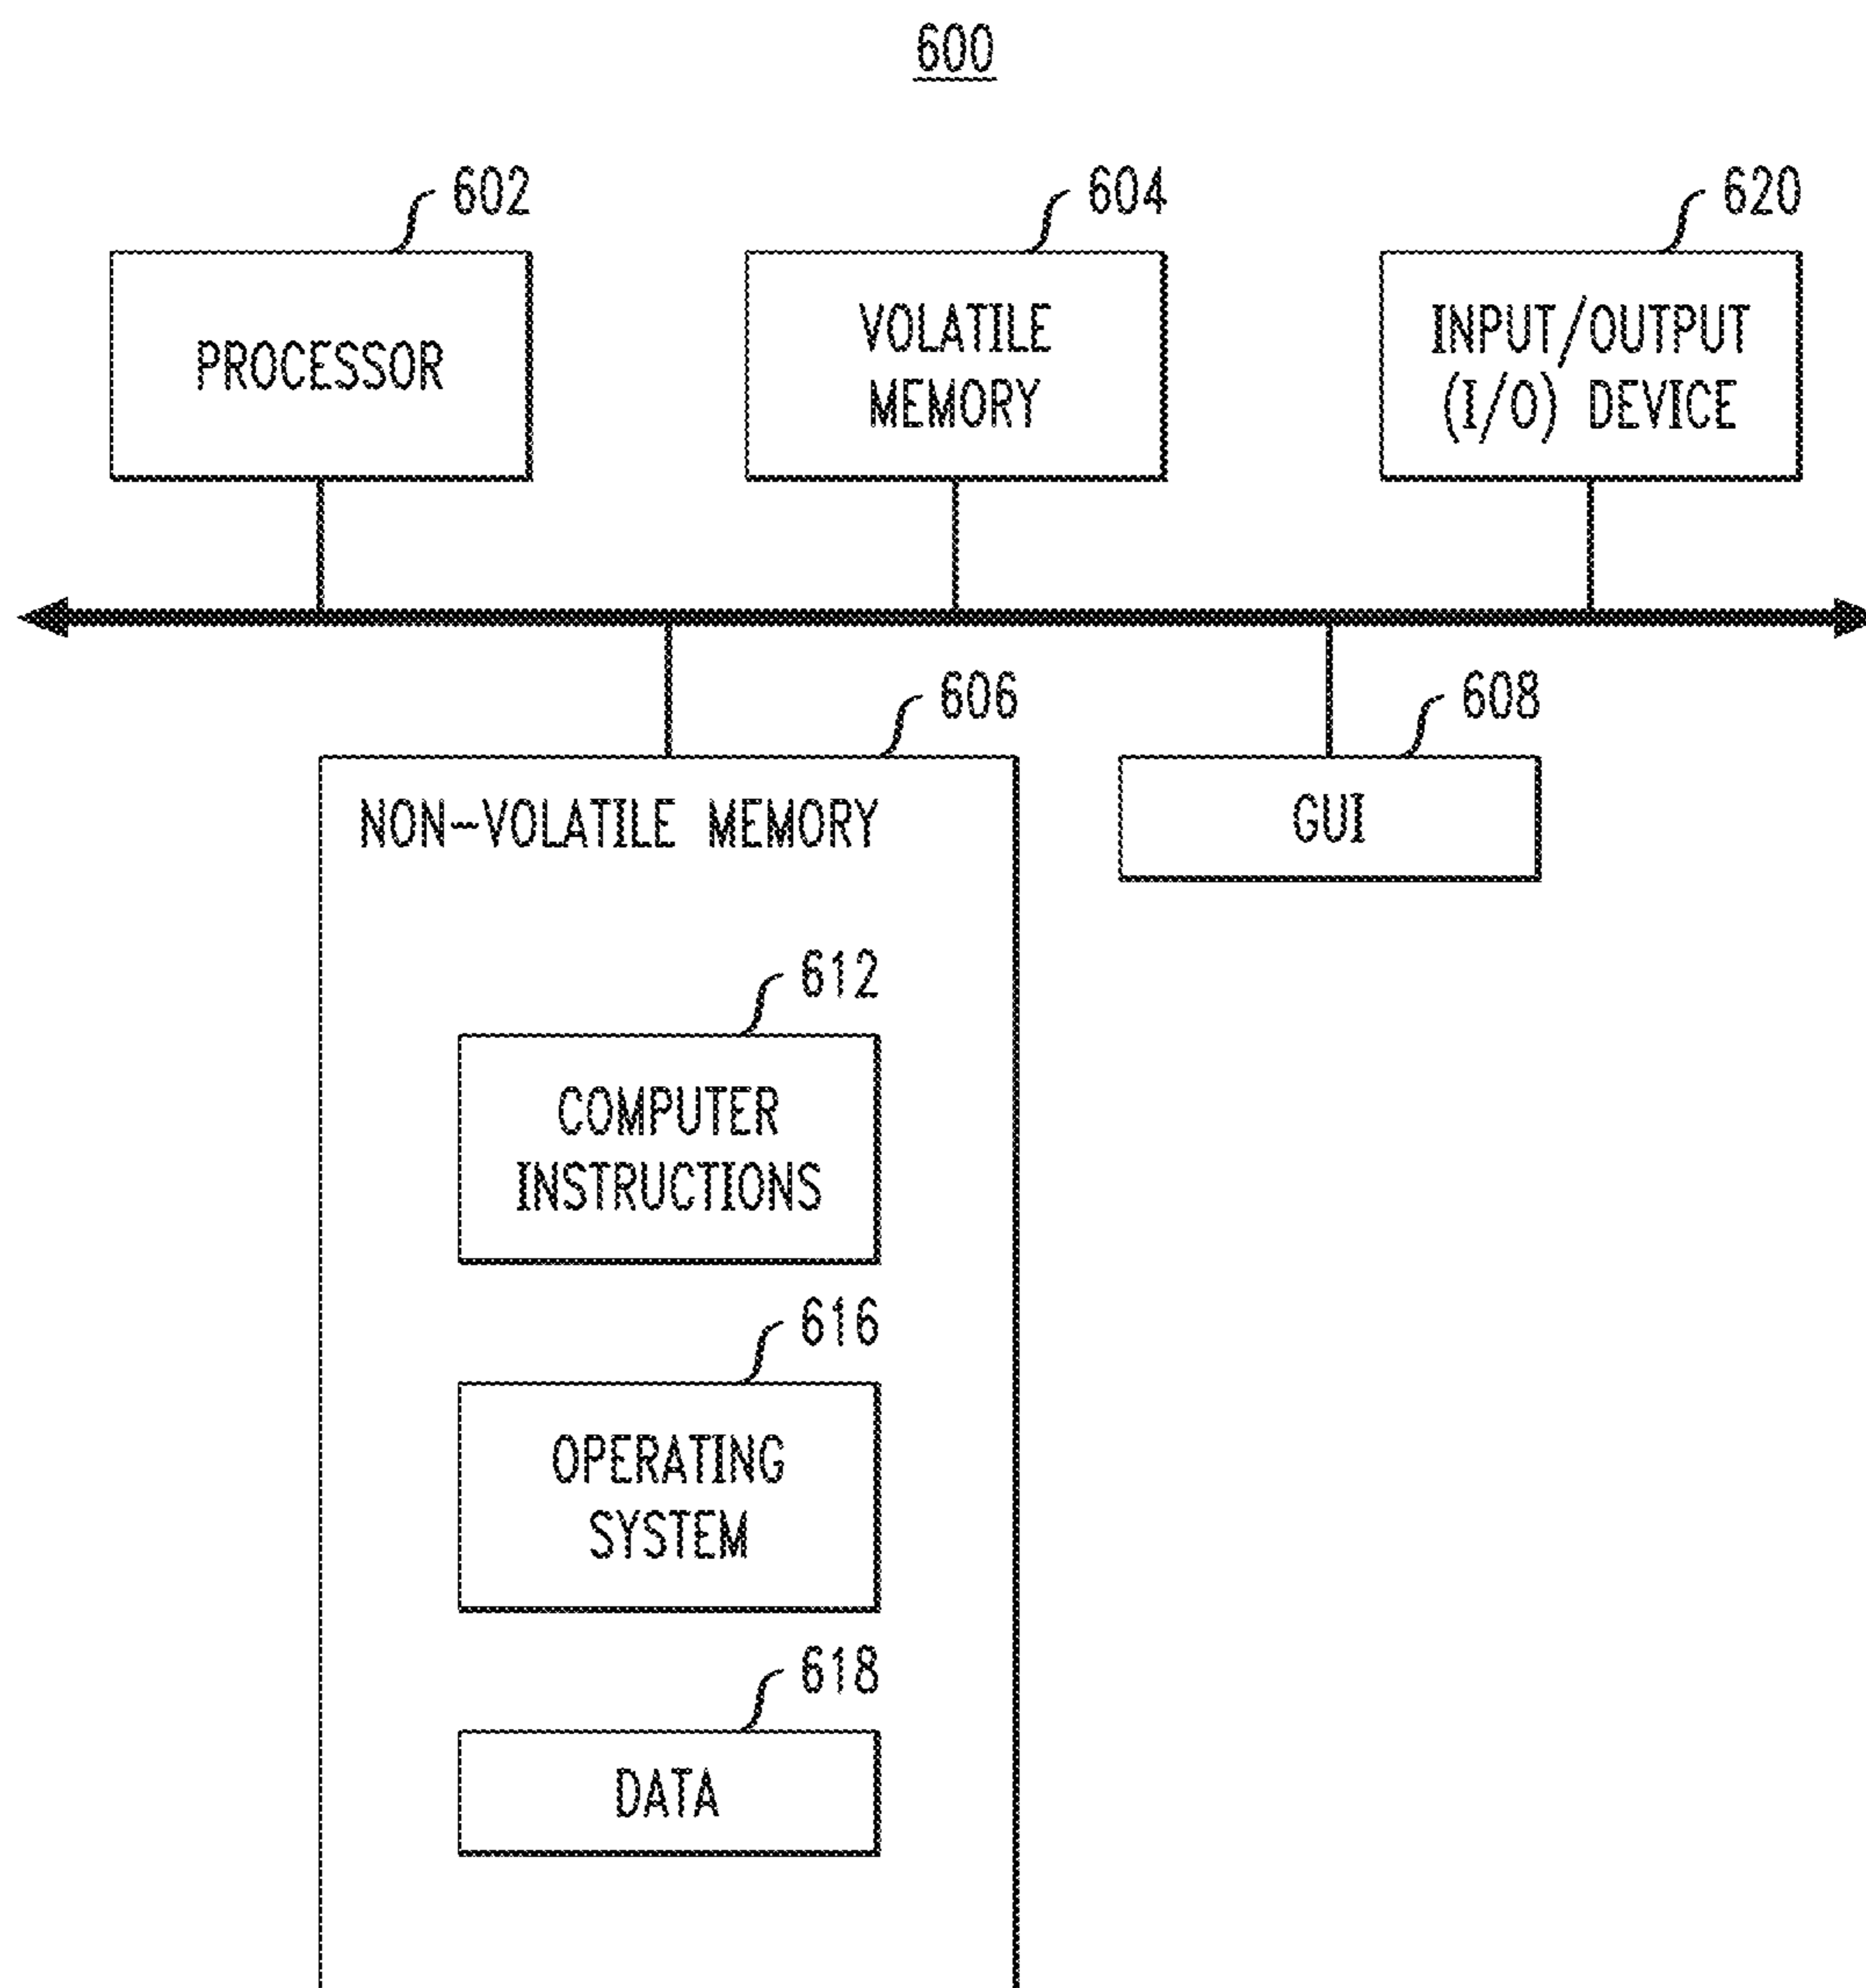 600
602
604
620
PROCESSOR
VOLATILE
MEMORY
INPUT/OUTPUT
(I/O) DEVICE
606
608
NON-VOLATILE MEMORY
GUI
612
COMPUTER
INSTRUCTIONS
616
OPERATING
SYSTEM
618
DATA